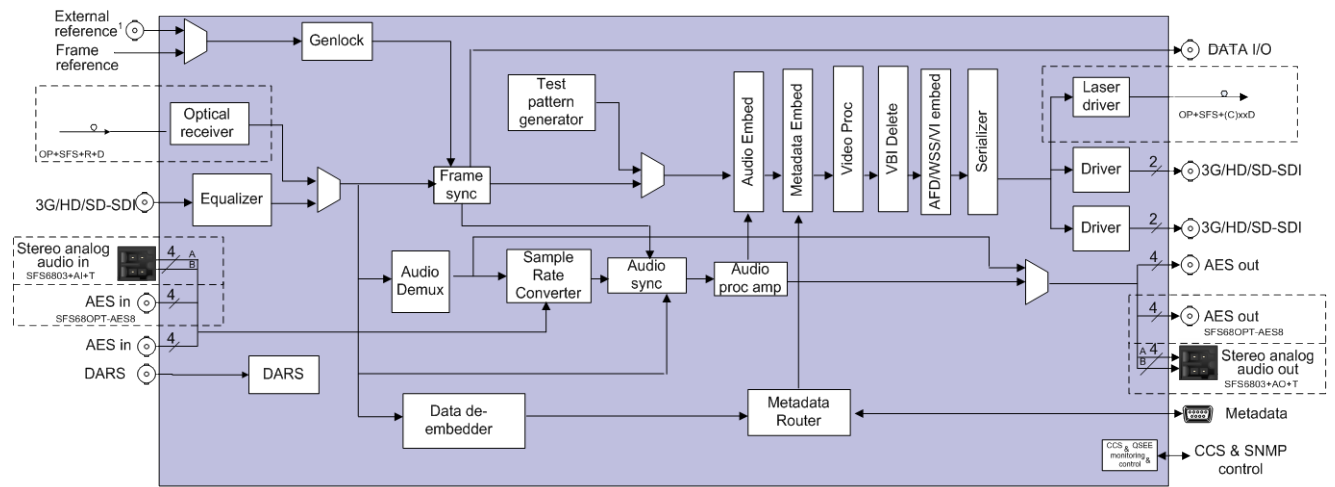 External
reference1
Frame
reference
Genlock
DATA I/O
Optical
receiver
OP+SFS+R+D
Test
pattern
generator
Audio Embed
Metadata Embed
Video Proc
VBI Delete
AFD/WSS/VI embed
Serializer
Laser
driver
OP+SFS+(C)xxD
3G/HD/SD-SDI
Equalizer
Frame
sync
Driver
2
3G/HD/SD-SDI
Driver
2
3G/HD/SD-SDI
Stereo analog
audio in
SFS6803+AI+T
4
A
B
AES in
4
SFS68OPT-AES8
AES in
4
DARS
DARS
Audio
Demux
Sample
Rate
Converter
Audio
sync
Audio
proc amp
4
AES out
4
AES out
SFS68OPT-AES8
A
4
B
Stereo analog
audio out
SFS6803+AO+T
Data de-
embedder
Metadata
Router
Metadata
CCS & QSEE
monitoring &
control
CCS & SNMP
control